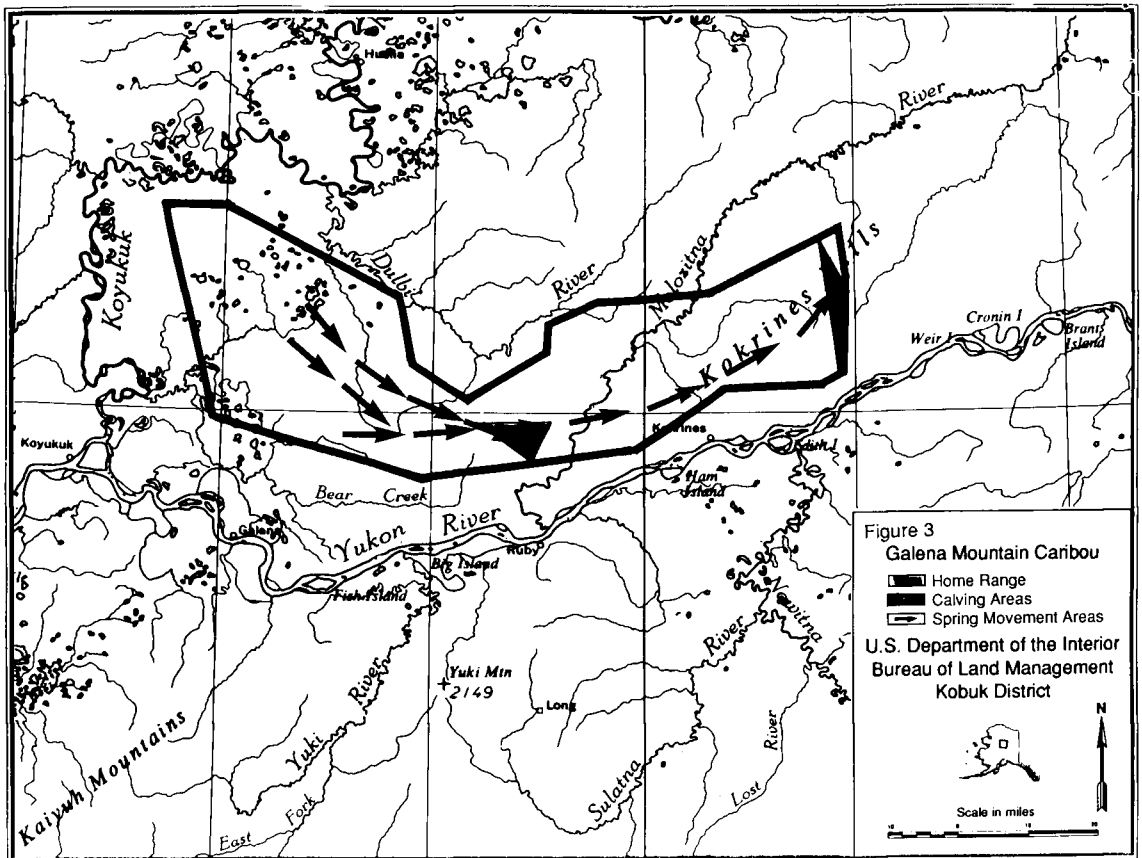 Huslia
River
Koyukuk
Dulbi
River
Melozitna
Kokrines Hills
Cronin I
Weir I
Brants
Island
Koyukuk
Kokrines
Edith I
Ham
Island
Bear Creek
Galena
Yukon River
Ruby
Big Island
Fish Island
Nowitna
River
Yuki Mtn
2149
Long
Yuki River
Kaiyuh Mountains
Sulatna
River
Lost River
East Fork
Figure 3
Galena Mountain Caribou
Home Range
Calving Areas
Spring Movement Areas
U.S. Department of the Interior
Bureau of Land Management
Kobuk District
N
Scale in miles